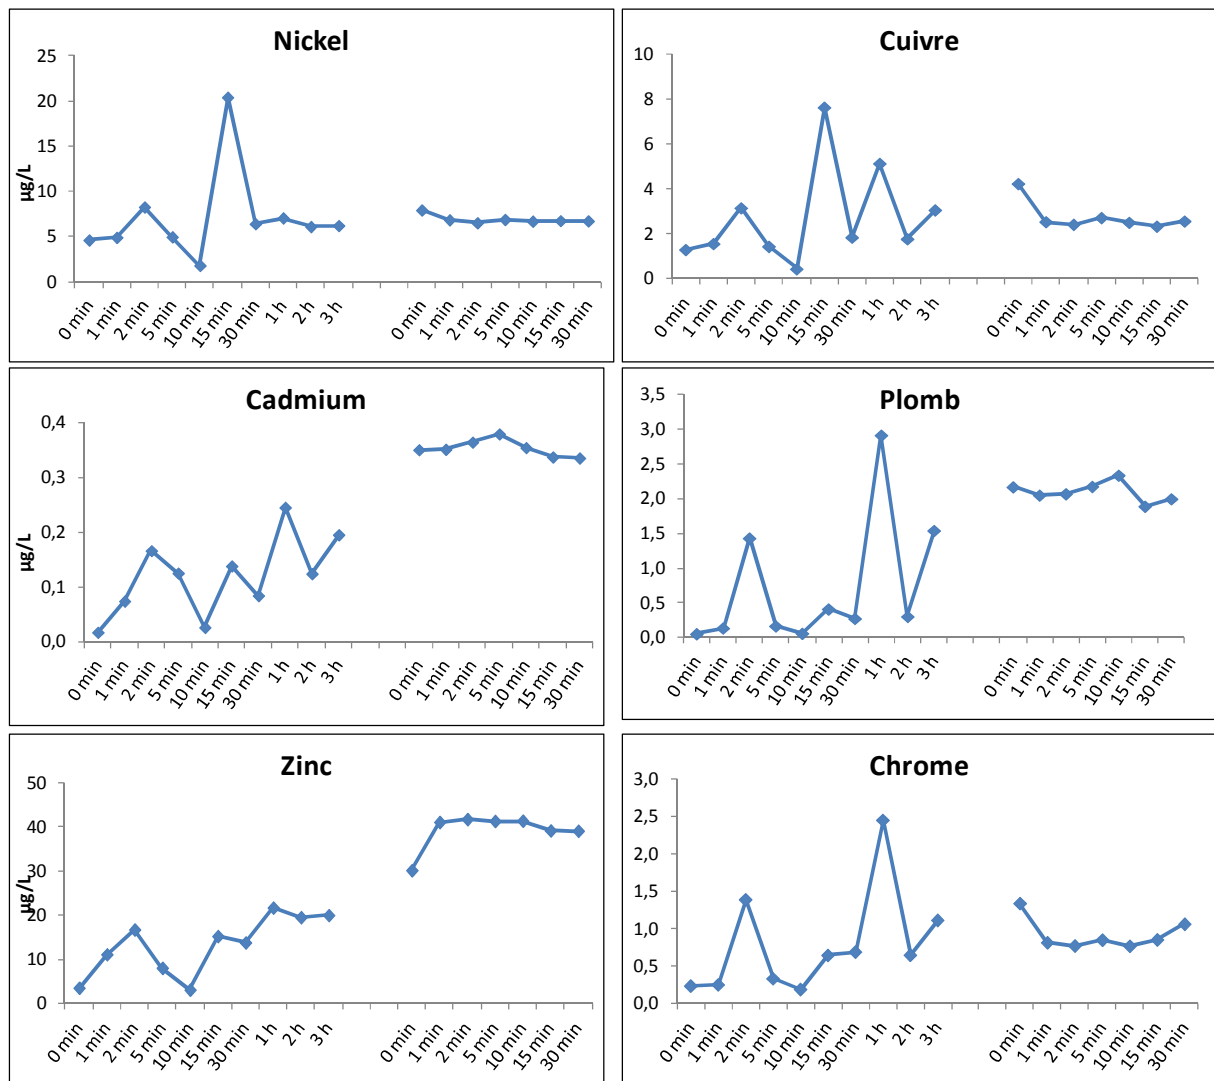 Nickel
25
20
15
10
5
0
µg/L
0 min
1 min
2 min
5 min
10 min
15 min
30 min
1 h
2 h
3 h
0 min
1 min
2 min
5 min
10 min
15 min
30 min
Cuivre
10
8
6
4
2
0
0 min
1 min
2 min
5 min
10 min
15 min
30 min
1 h
2 h
3 h
0 min
1 min
2 min
5 min
10 min
15 min
30 min
Cadmium
0,4
0,3
0,2
0,1
0,0
µg/L
0 min
1 min
2 min
5 min
10 min
15 min
30 min
1 h
2 h
3 h
0 min
1 min
2 min
5 min
10 min
15 min
30 min
Plomb
3,5
3,0
2,5
2,0
1,5
1,0
0,5
0,0
0 min
1 min
2 min
5 min
10 min
15 min
30 min
1 h
2 h
3 h
0 min
1 min
2 min
5 min
10 min
15 min
30 min
Zinc
50
40
30
20
10
0
µg/L
0 min
1 min
2 min
5 min
10 min
15 min
30 min
1 h
2 h
3 h
0 min
1 min
2 min
5 min
10 min
15 min
30 min
Chrome
3,0
2,5
2,0
1,5
1,0
0,5
0,0
0 min
1 min
2 min
5 min
10 min
15 min
30 min
1 h
2 h
3 h
0 min
1 min
2 min
5 min
10 min
15 min
30 min